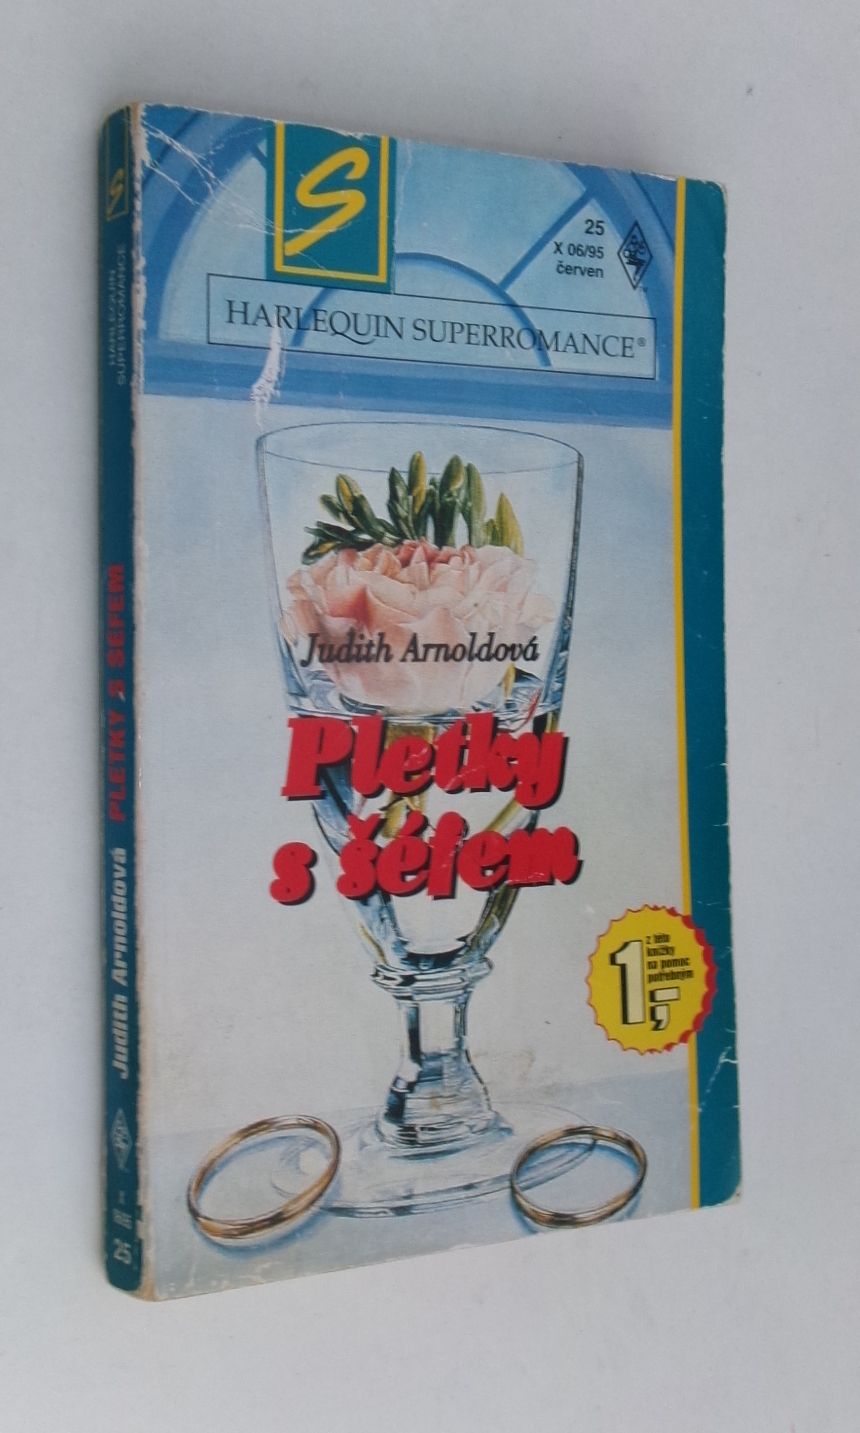 S
25
X 06/95
červen
HARLEQUIN SUPERROMANCE®
Judith Arnoldová
Pletky
s šéfem
1,-
z této
knížky
na pomoc
potřebným
S
HARLEQUIN
SUPERROMANCE
Judith Arnoldová PLETKY S ŠÉFEM
25